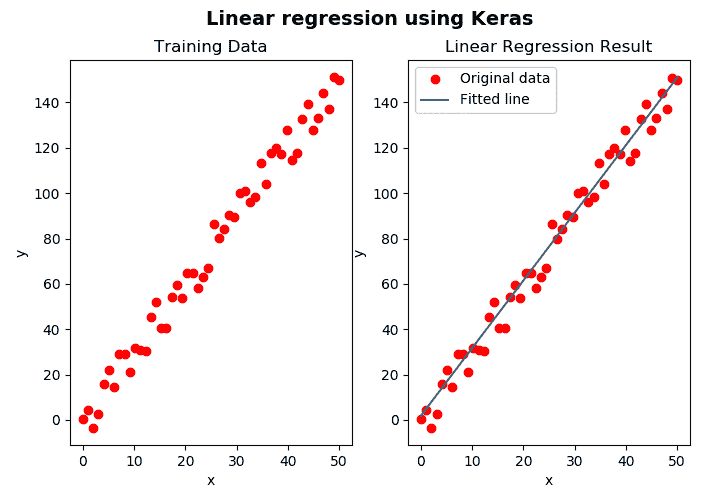 Linear regression using Keras
Training Data
140
120
100
80
60
40
20
0
y
0 10 20 30 40 50
x
Linear Regression Result
Original data
Fitted line
140
120
100
80
60
40
20
0
y
0 10 20 30 40 50
x